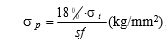 σ p = 18 % · σ t / sf (kg/mm²)